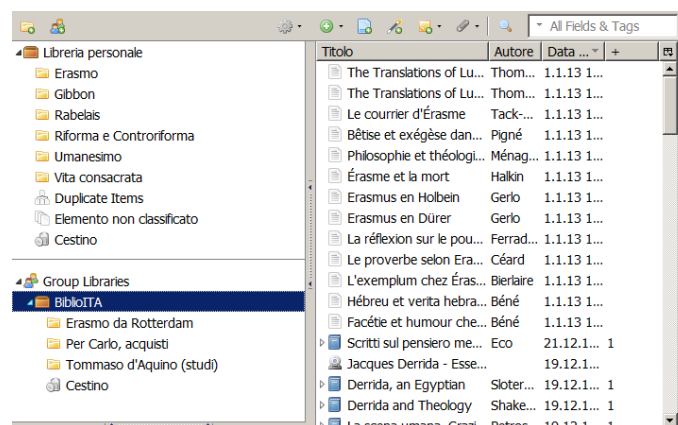 All Fields & Tags
Libreria personale
Erasmo
Gibbon
Rabelais
Riforma e Controriforma
Umanesimo
Vita consacrata
Duplicate Items
Elemento non classificato
Cestino
Group Libraries
BiblioITA
Erasmo da Rotterdam
Per Carlo, acquisti
Tommaso d'Aquino (studi)
Cestino
Titolo Autore Data ... +
The Translations of Lu... Thom... 1.1.13 1...
The Translations of Lu... Thom... 1.1.13 1...
Le courrier d'Érasme Tack-... 1.1.13 1...
Bêtise et exégèse dan... Pigné 1.1.13 1...
Philosophie et théologi... Ménag... 1.1.13 1...
Érasme et la mort Halkin 1.1.13 1...
Erasmus en Holbein Gerlo 1.1.13 1...
Erasmus en Dürer Gerlo 1.1.13 1...
La réflexion sur le pou... Ferrad... 1.1.13 1...
Le proverbe selon Era... Céard 1.1.13 1...
L'exemplum chez Éras... Bierlaire 1.1.13 1...
Hébreu et verita hebra... Béné 1.1.13 1...
Facétie et humour che... Béné 1.1.13 1...
Scritti sul pensiero me... Eco 21.12.1... 1
Jacques Derrida - Esse... 19.12.1...
Derrida, an Egyptian Sloter... 19.12.1... 1
Derrida and Theology Shake... 19.12.1... 1
La scena umana. Grazi... Petros... 19.12.1... 1